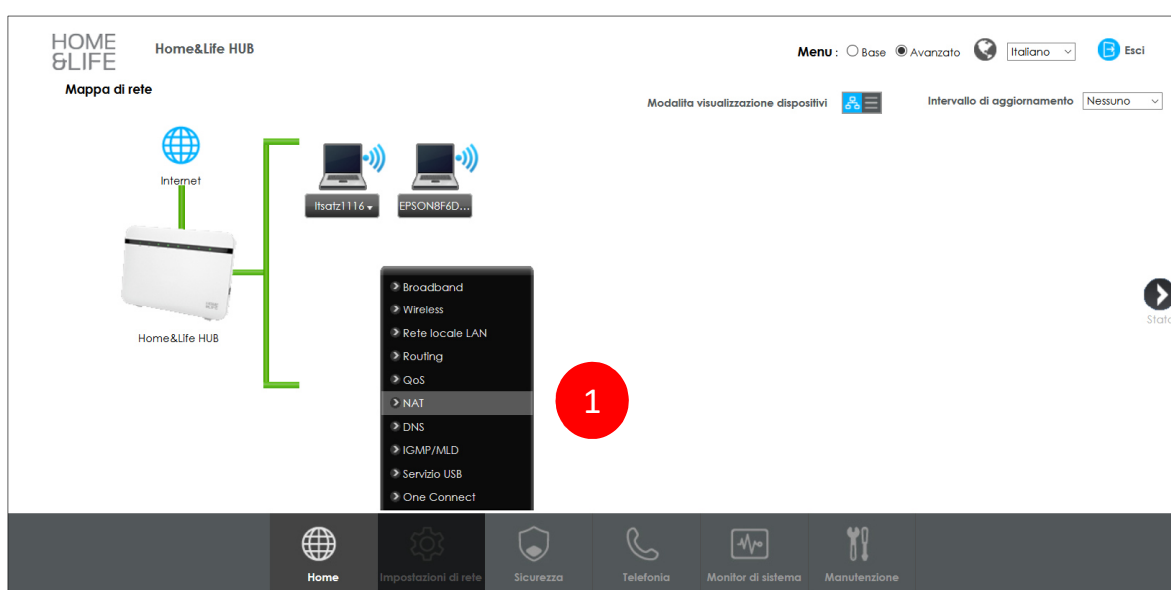 HOME
&LIFE
Home&Life HUB
Menu : Base Avanzato Italiano Esci
Mappa di rete
Modalita visualizzazione dispositivi
Intervallo di aggiornamento Nessuno
Internet
Itsatz1116
EPSON8F6D...
Home&Life HUB
Broadband
Wireless
Rete locale LAN
Routing
QoS
NAT
DNS
IGMP/MLD
Servizio USB
One Connect
1
Stato
Home
Impostazioni di rete
Sicurezza
Telefonia
Monitor di sistema
Manutenzione